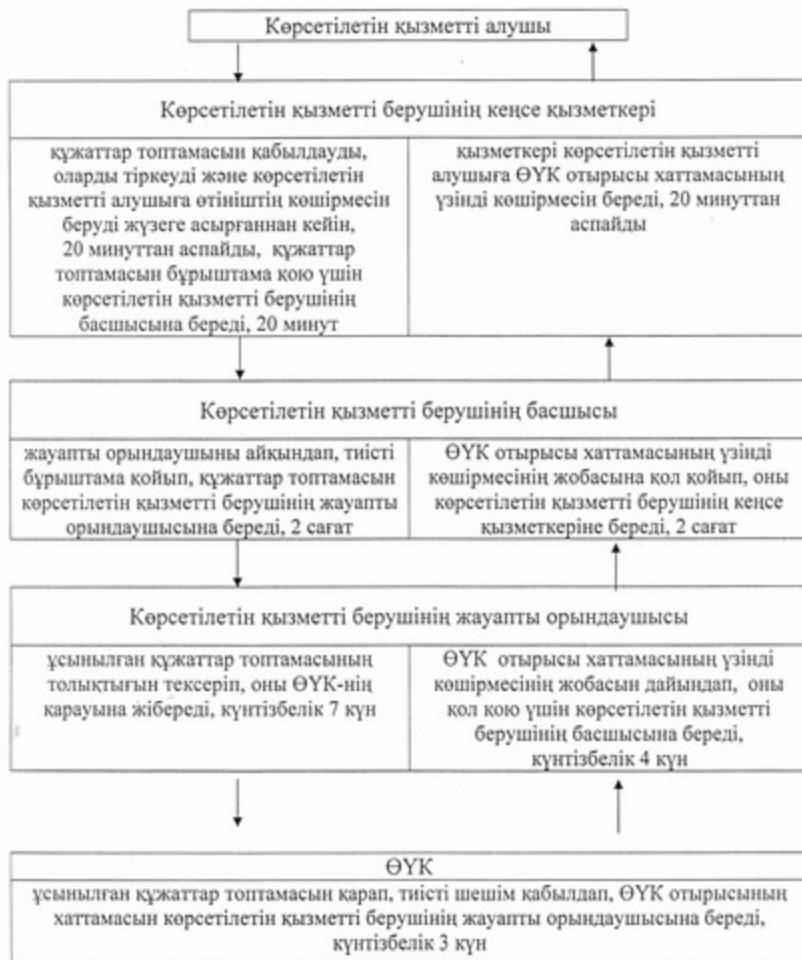 Көрсетілетін қызметті алушы
Көрсетілетін қызметті берушінің кеңсе қызметкері
құжаттар топтамасын қабылдауды,
оларды тіркеуді және көрсетілетін
қызметті алушыға өтініштің көшірмесін
беруді жүзеге асырғаннан кейін,
20 минуттан аспайды, құжаттар
топтамасын бұрыштама қою үшін
көрсетілетін қызметті берушінің
басшысына береді, 20 минут
қызметкері көрсетілетін қызметті
алушыға ӨҮК отырысы хаттамасының
үзінді көшірмесін береді, 20 минуттан
аспайды
Көрсетілетін қызметті берушінің басшысы
жауапты орындаушыны айқындап, тиісті
бұрыштама қойып, құжаттар топтамасын
көрсетілетін қызметті берушінің жауапты
орындаушысына береді, 2 сағат
ӨҮК отырысы хаттамасының үзінді
көшірмесінің жобасына қол қойып, оны
көрсетілетін қызметті берушінің кеңсе
қызметкеріне береді, 2 сағат
Көрсетілетін қызметті берушінің жауапты орындаушысы
ұсынылған құжаттар топтамасының
толықтығын тексеріп, оны ӨҮК-нің
қарауына жібереді, күнтізбелік 7 күн
ӨҮК отырысы хаттамасының үзінді
көшірмесінің жобасын дайындап, оны
қол қою үшін көрсетілетін қызметті
берушінің басшысына береді,
күнтізбелік 4 күн
ӨҮК
ұсынылған құжаттар топтамасын қарап, тиісті шешім қабылдап, ӨҮК отырысының
хаттамасын көрсетілетін қызметті берушінің жауапты орындаушысына береді,
күнтізбелік 3 күн